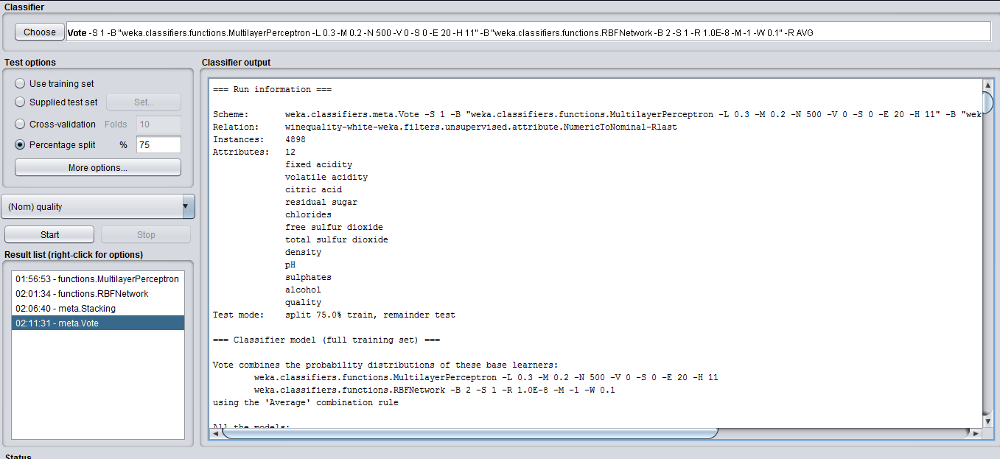 Classifier
Choose
Vote -S 1 -B "weka.classifiers.functions.MultilayerPerceptron -L 0.3 -M 0.2 -N 500 -V 0 -S 0 -E 20 -H 11" -B "weka.classifiers.functions.RBFNetwork -B 2 -S 1 -R 1.0E-8 -M -1 -W 0.1" -R AVG
Test options
Use training set
Supplied test set Set...
Cross-validation Folds 10
Percentage split % 75
More options...
(Nom) quality
Start Stop
Result list (right-click for options)
01:56:53 - functions.MultilayerPerceptron
02:01:34 - functions.RBFNetwork
02:06:40 - meta.Stacking
02:11:31 - meta.Vote
Classifier output
=== Run information ===
Scheme: weka.classifiers.meta.Vote -S 1 -B "weka.classifiers.functions.MultilayerPerceptron -L 0.3 -M 0.2 -N 500 -V 0 -S 0 -E 20 -H 11" -B "wek
Relation: winequality-white-weka.filters.unsupervised.attribute.NumericToNominal-Rlast
Instances: 4898
Attributes: 12
fixed acidity
volatile acidity
citric acid
residual sugar
chlorides
free sulfur dioxide
total sulfur dioxide
density
pH
sulphates
alcohol
quality
Test mode: split 75.0% train, remainder test
=== Classifier model (full training set) ===
Vote combines the probability distributions of these base learners:
weka.classifiers.functions.MultilayerPerceptron -L 0.3 -M 0.2 -N 500 -V 0 -S 0 -E 20 -H 11
weka.classifiers.functions.RBFNetwork -B 2 -S 1 -R 1.0E-8 -M -1 -W 0.1
using the 'Average' combination rule
All the models:
Status